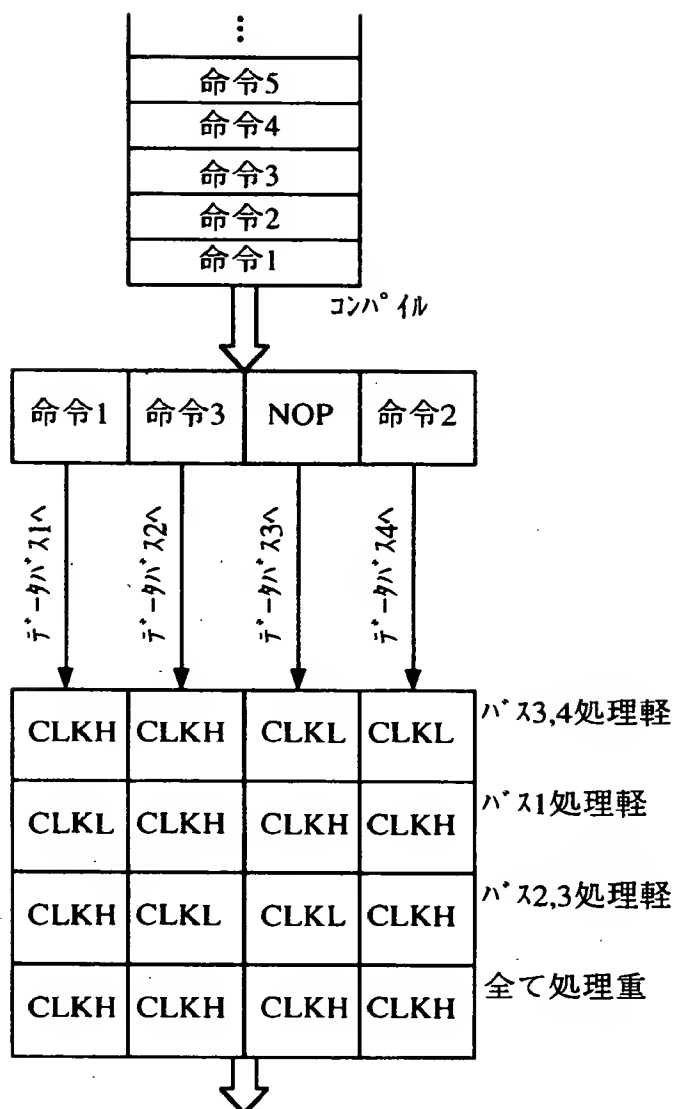 ⋮
命令5
命令4
命令3
命令2
命令1
コンパイル
命令1 命令3 NOP 命令2
データバス1へ
データバス2へ
データバス3へ
データバス4へ
CLKH CLKH CLKL CLKL バス3,4処理軽
CLKL CLKH CLKH CLKH バス1処理軽
CLKH CLKL CLKL CLKH バス2,3処理軽
CLKH CLKH CLKH CLKH 全て処理重